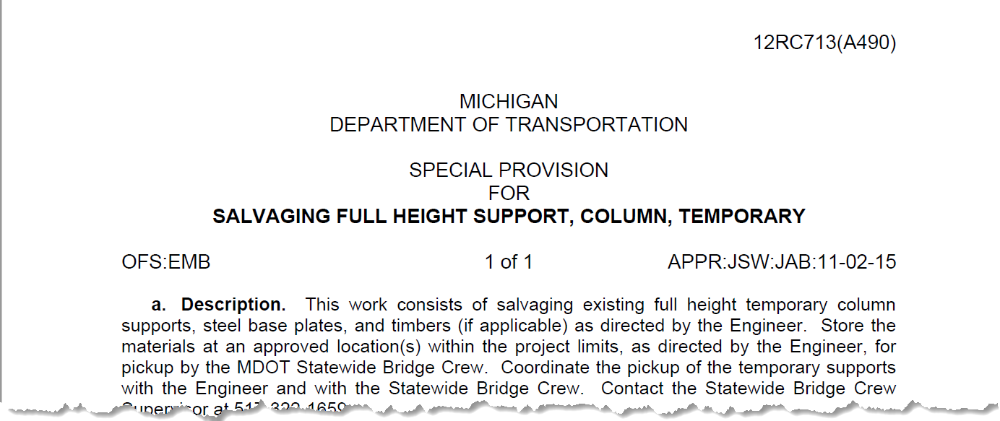 12RC713(A490)
MICHIGAN
DEPARTMENT OF TRANSPORTATION
SPECIAL PROVISION
FOR
SALVAGING FULL HEIGHT SUPPORT, COLUMN, TEMPORARY
OFS:EMB 1 of 1 APPR:JSW:JAB:11-02-15
a. Description. This work consists of salvaging existing full height temporary column
supports, steel base plates, and timbers (if applicable) as directed by the Engineer. Store the
materials at an approved location(s) within the project limits, as directed by the Engineer, for
pickup by the MDOT Statewide Bridge Crew. Coordinate the pickup of the temporary supports
with the Engineer and with the Statewide Bridge Crew. Contact the Statewide Bridge Crew
Supervisor at 517-322-1659